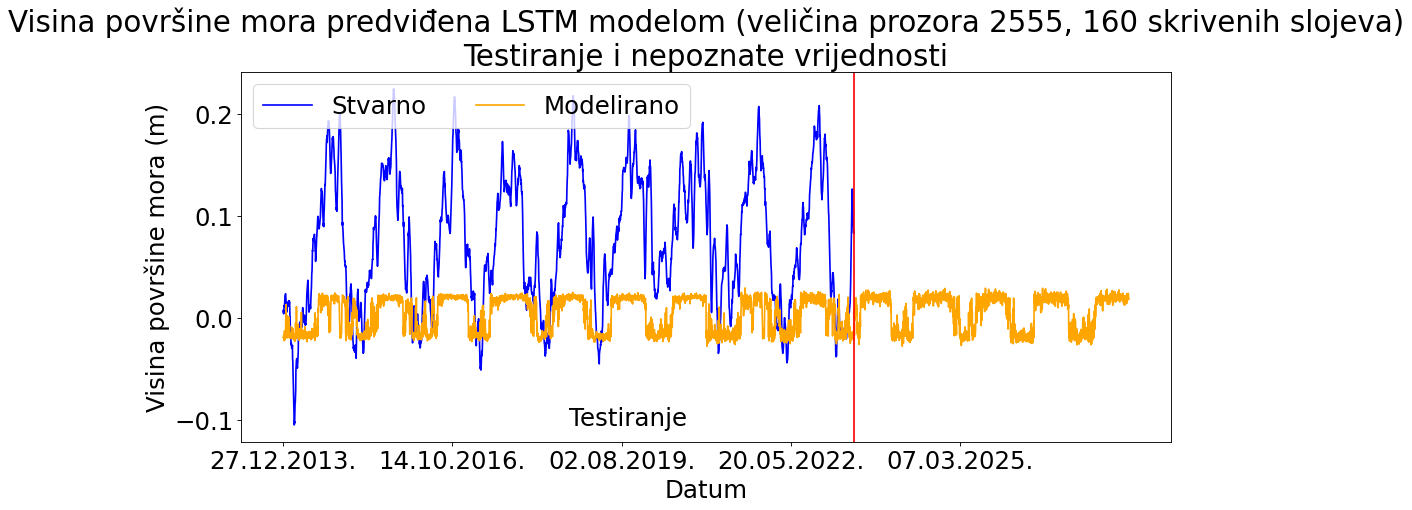 Visina površine mora predviđena LSTM modelom (veličina prozora 2555, 160 skrivenih slojeva)
Testiranje i nepoznate vrijednosti
Stvarno Modelirano
Visina površine mora (m)
0.2
0.1
0.0
−0.1
Testiranje
27.12.2013. 14.10.2016. 02.08.2019. 20.05.2022. 07.03.2025.
Datum